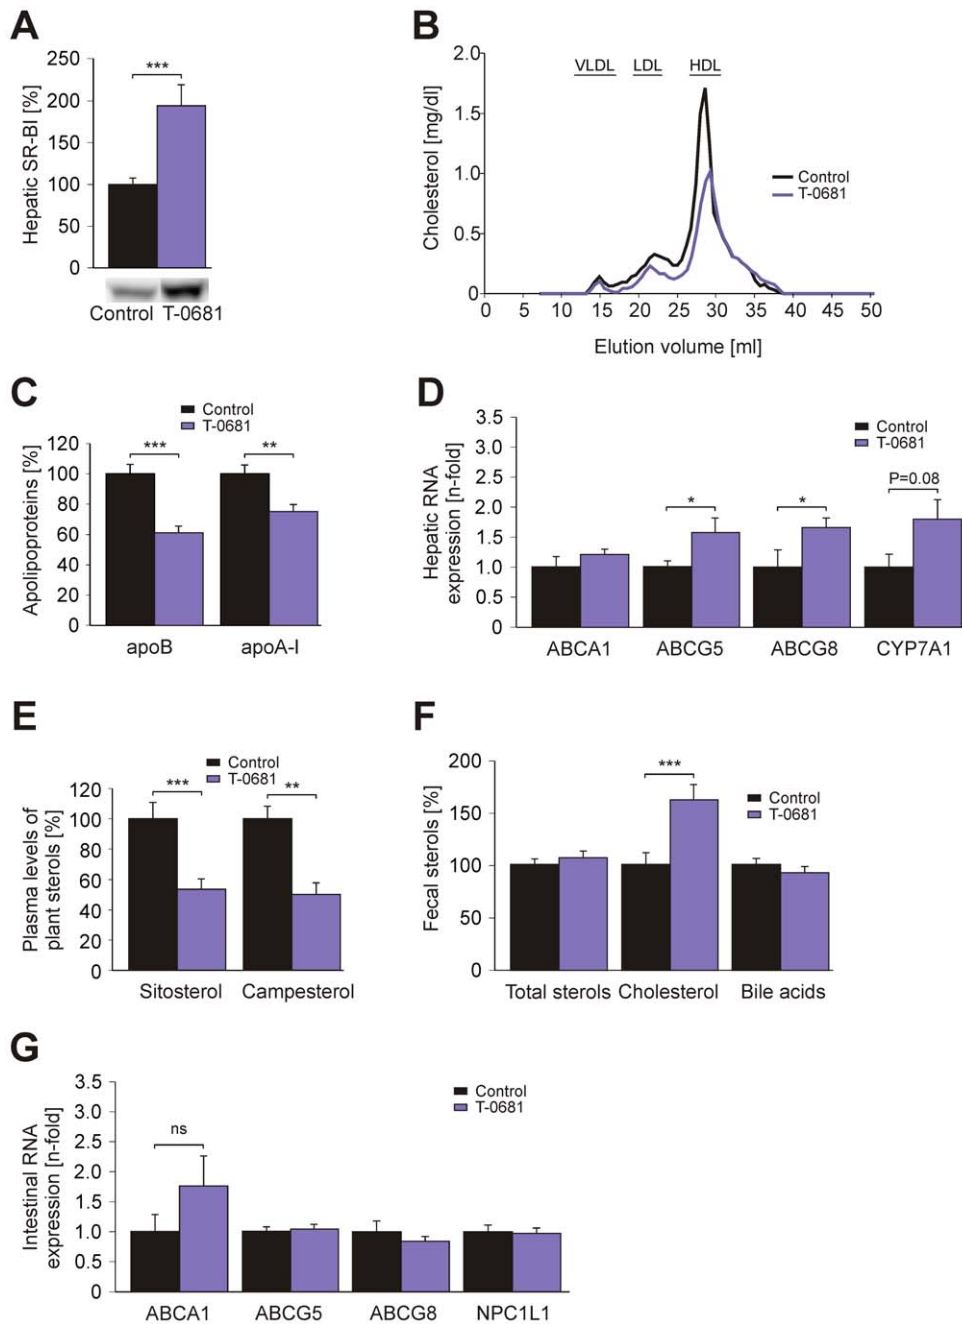 A
Hepatic SR-BI [%]
250
200
150
100
50
0
***
Control T-0681
B
Cholesterol [mg/dl]
2.0
1.5
1.0
0.5
0
VLDL LDL HDL
Control
T-0681
0 5 10 15 20 25 30 35 40 45 50
Elution volume [ml]
C
Control
T-0681
Apolipoproteins [%]
120
100
80
60
40
20
0
*** **
apoB apoA-I
D
Control
T-0681
Hepatic RNA
expression [n-fold]
3.5
3.0
2.5
2.0
1.5
1.0
0.5
0
* * P=0.08
ABCA1 ABCG5 ABCG8 CYP7A1
E
Control
T-0681
Plasma levels of
plant sterols [%]
120
100
80
60
40
20
0
*** **
Sitosterol Campesterol
F
Control
T-0681
Fecal sterols [%]
200
150
100
50
0
***
Total sterols Cholesterol Bile acids
G
Control
T-0681
Intestinal RNA
expression [n-fold]
3.5
3.0
2.5
2.0
1.5
1.0
0.5
0
ns
ABCA1 ABCG5 ABCG8 NPC1L1